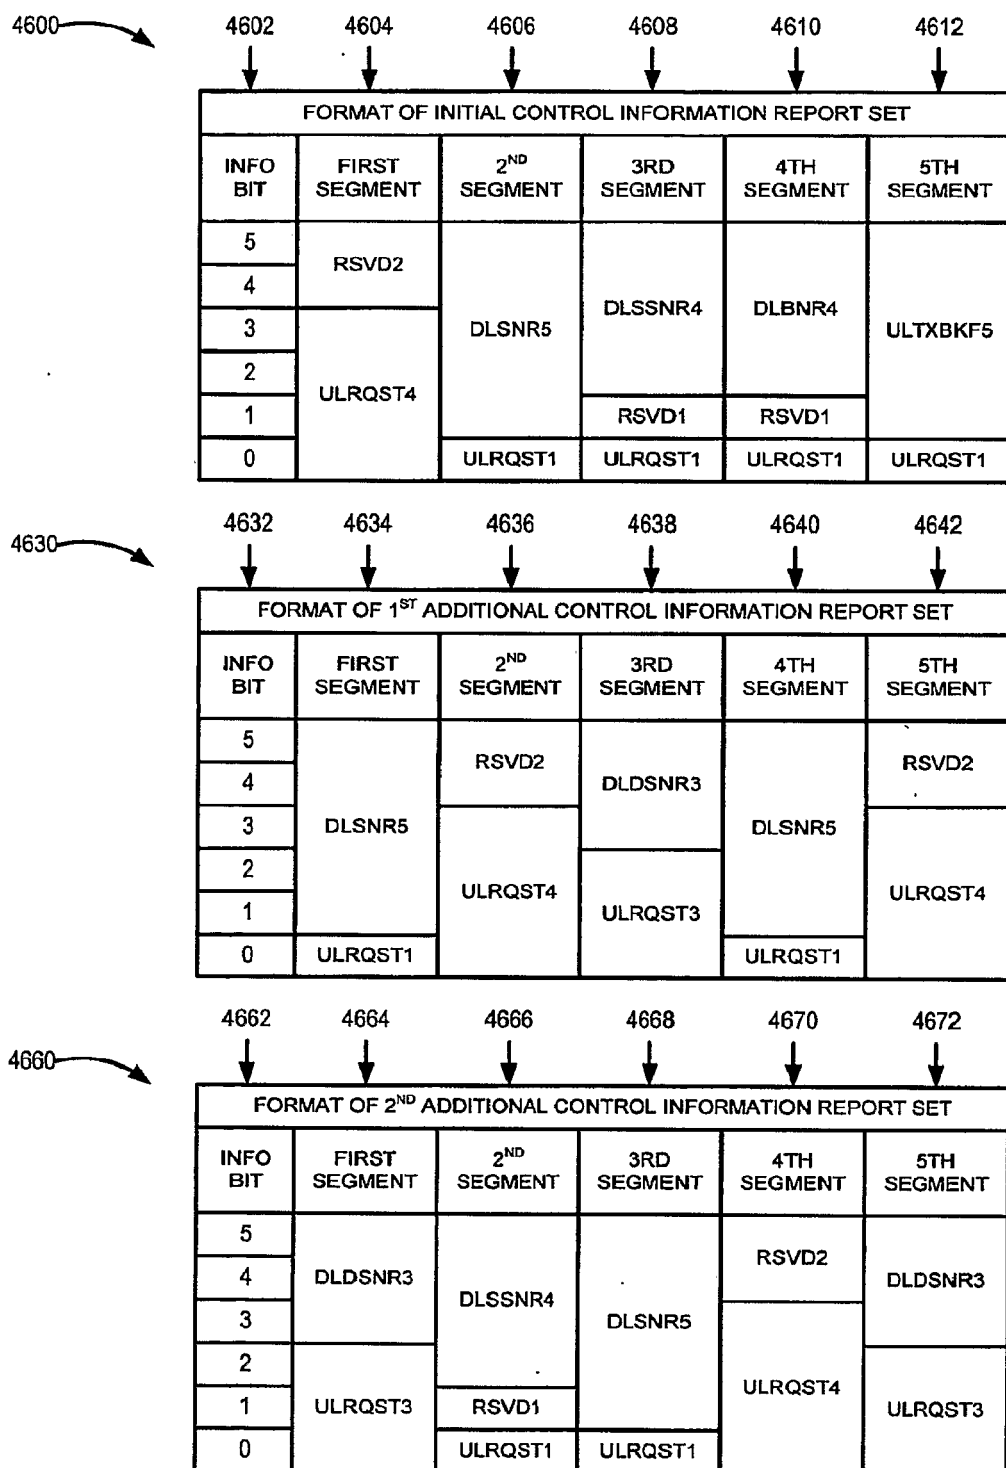 4600 4602 4604 4606 4608 4610 4612
FORMAT OF INITIAL CONTROL INFORMATION REPORT SET
INFO BIT FIRST SEGMENT 2ND SEGMENT 3RD SEGMENT 4TH SEGMENT 5TH SEGMENT
5
RSVD2
4
3 DLSNR5 DLSSNR4 DLBNR4 ULTXBKF5
2
ULRQST4
1 RSVD1 RSVD1
0 ULRQST1 ULRQST1 ULRQST1 ULRQST1
4630 4632 4634 4636 4638 4640 4642
FORMAT OF 1ST ADDITIONAL CONTROL INFORMATION REPORT SET
INFO BIT FIRST SEGMENT 2ND SEGMENT 3RD SEGMENT 4TH SEGMENT 5TH SEGMENT
5
RSVD2 RSVD2
4 DLDSNR3
3 DLSNR5 DLSNR5
2
ULRQST4 ULRQST4
1 ULRQST3
0 ULRQST1 ULRQST1
4660 4662 4664 4666 4668 4670 4672
FORMAT OF 2ND ADDITIONAL CONTROL INFORMATION REPORT SET
INFO BIT FIRST SEGMENT 2ND SEGMENT 3RD SEGMENT 4TH SEGMENT 5TH SEGMENT
5
RSVD2
4 DLDSNR3 DLDSNR3
DLSSNR4
3 DLSNR5
2
ULRQST4
1 ULRQST3 RSVD1 ULRQST3
0 ULRQST1 ULRQST1